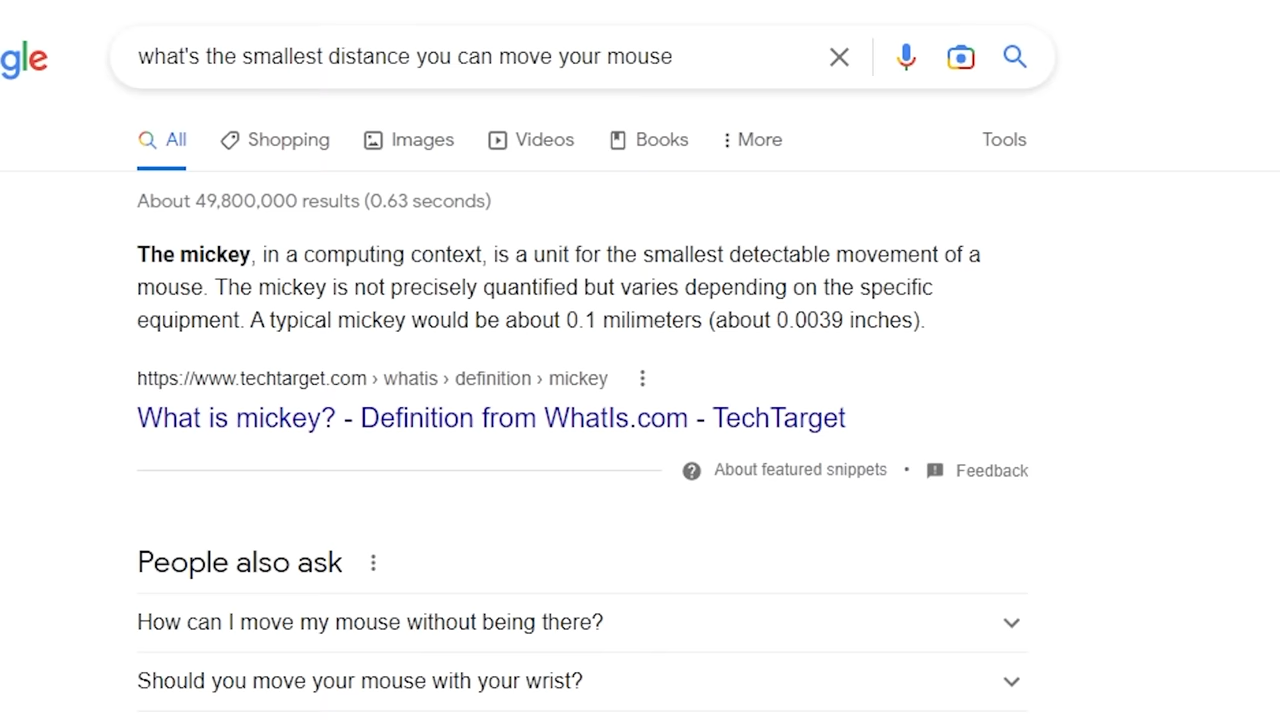 gle
what's the smallest distance you can move your mouse
All Shopping Images Videos Books More Tools
About 49,800,000 results (0.63 seconds)
The mickey, in a computing context, is a unit for the smallest detectable movement of a
mouse. The mickey is not precisely quantified but varies depending on the specific
equipment. A typical mickey would be about 0.1 milimeters (about 0.0039 inches).
https://www.techtarget.com › whatis › definition › mickey
What is mickey? - Definition from WhatIs.com - TechTarget
About featured snippets • Feedback
People also ask
How can I move my mouse without being there?
Should you move your mouse with your wrist?